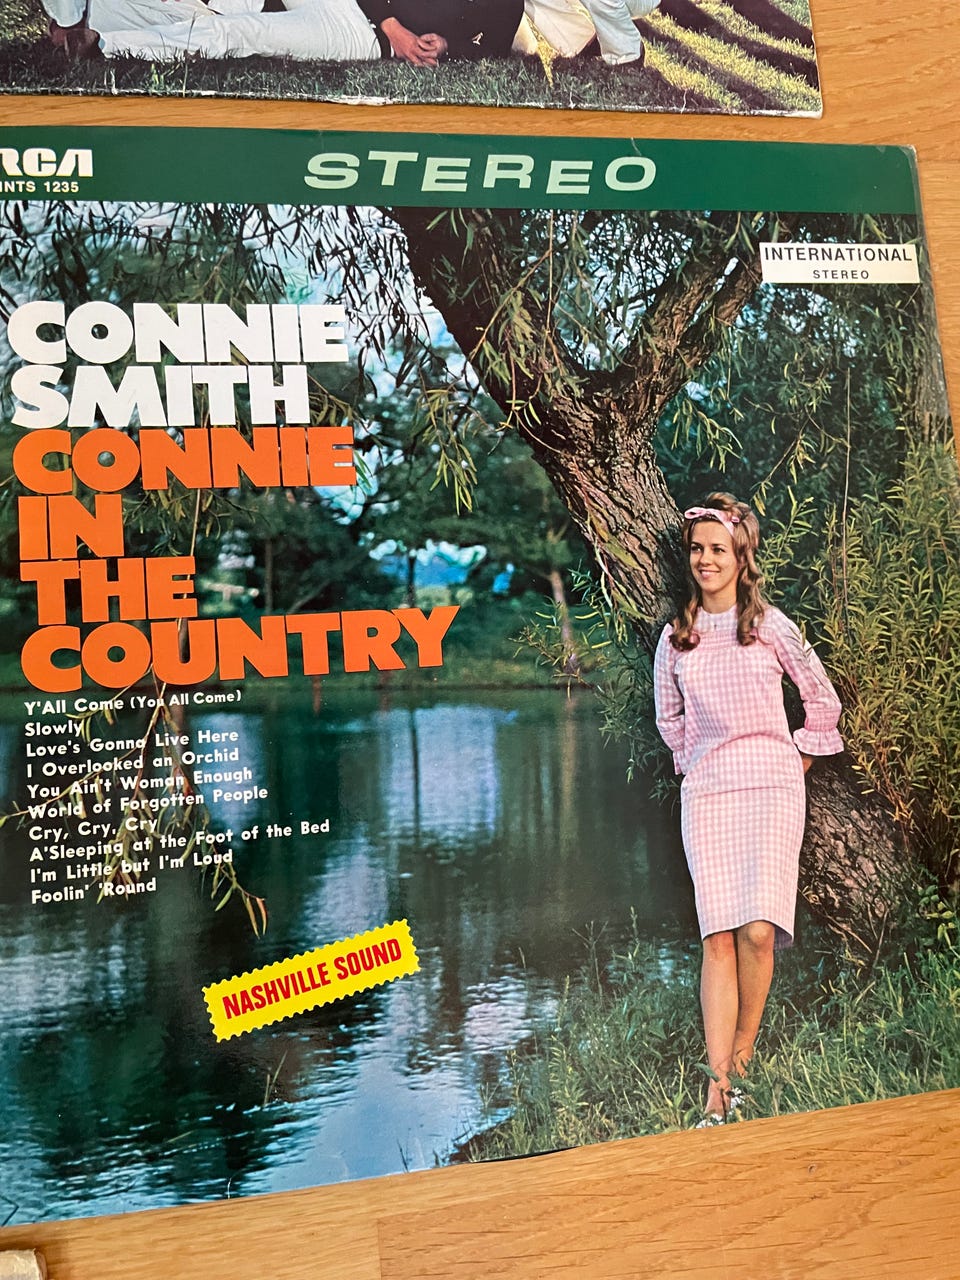 RCA
INTS 1235
STEREO
INTERNATIONAL
STEREO
CONNIE
SMITH
CONNIE
IN
THE
COUNTRY
Y'All Come (You All Come)
Slowly
Love's Gonna Live Here
I Overlooked an Orchid
You Ain't Woman Enough
World of Forgotten People
Cry, Cry, Cry
A'Sleeping at the Foot of the Bed
I'm Little but I'm Loud
Foolin' 'Round
NASHVILLE SOUND